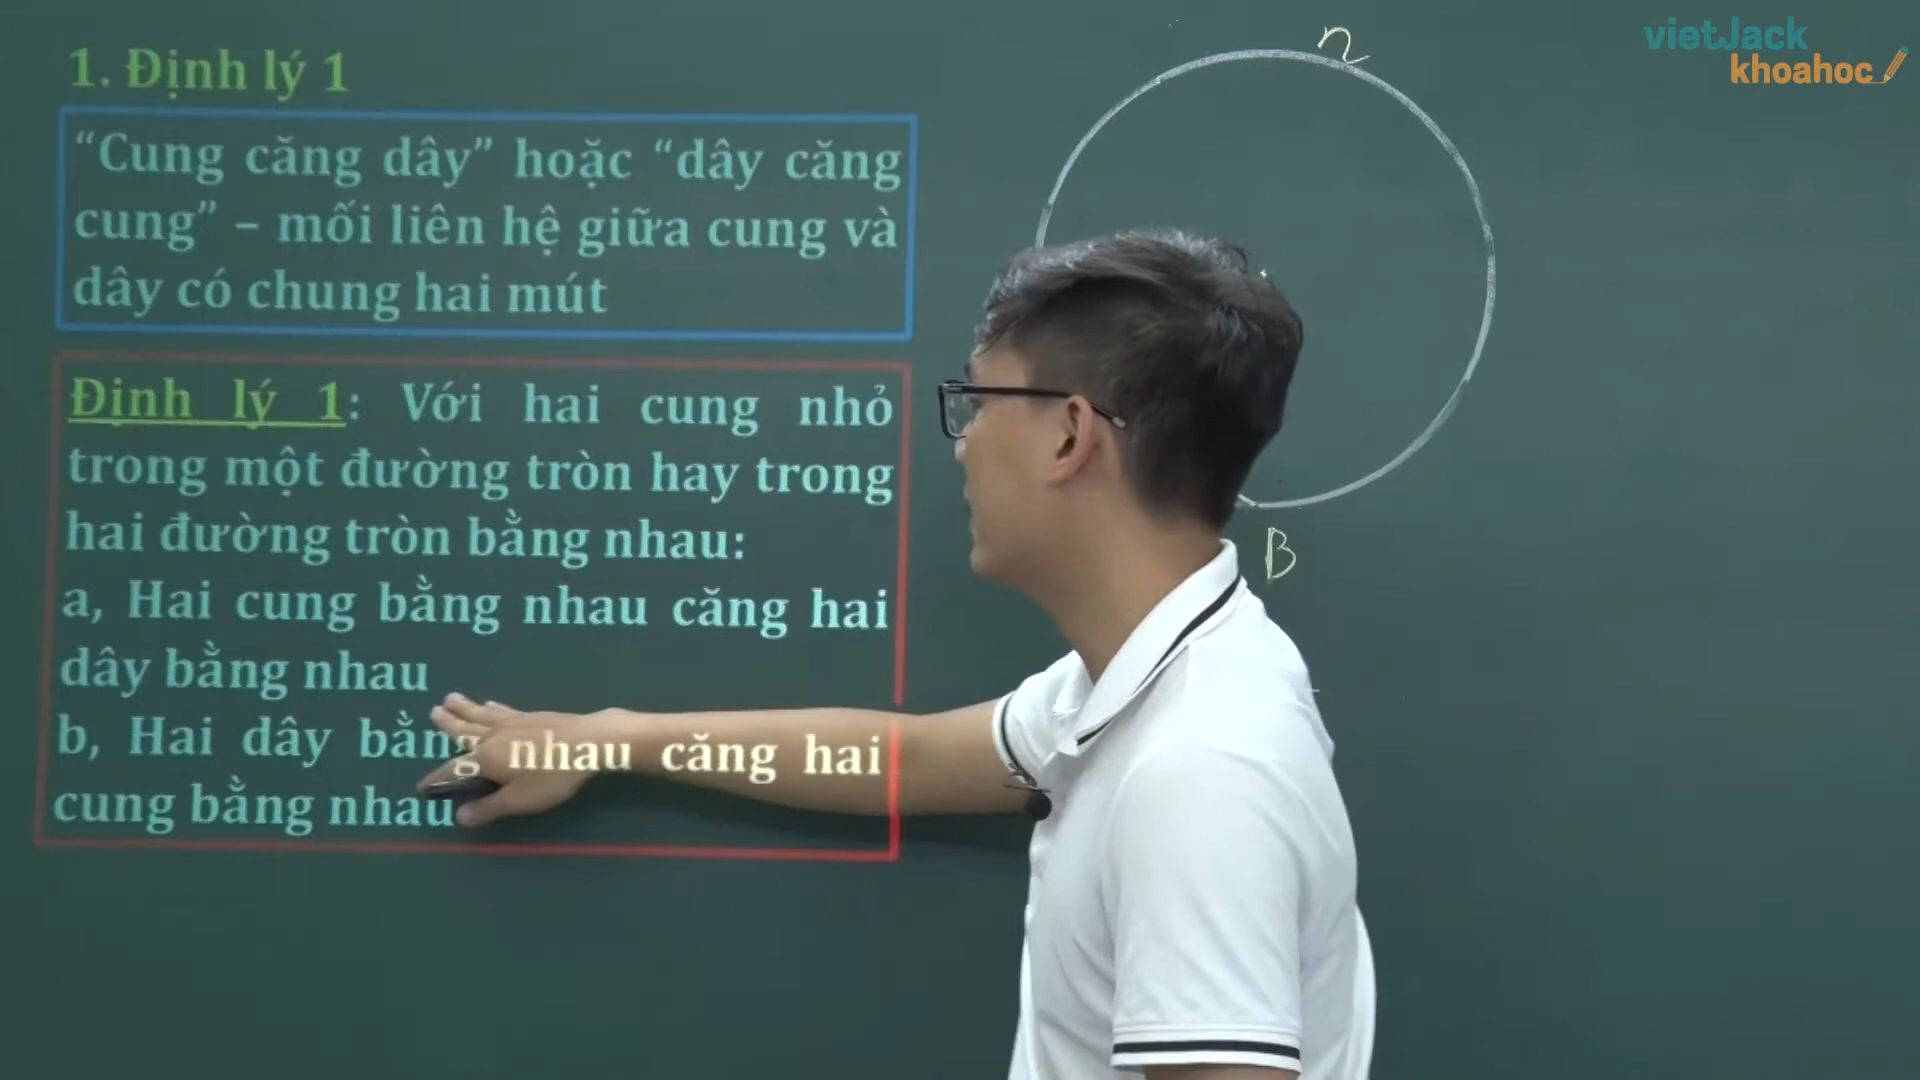 1. Định lý 1
“Cung căng dây” hoặc “dây căng
cung” – mối liên hệ giữa cung và
dây có chung hai mút
Định lý 1: Với hai cung nhỏ
trong một đường tròn hay trong
hai đường tròn bằng nhau:
a, Hai cung bằng nhau căng hai
dây bằng nhau
b, Hai dây bằng nhau căng hai
cung bằng nhau
n
B
vietJack
khoahoc